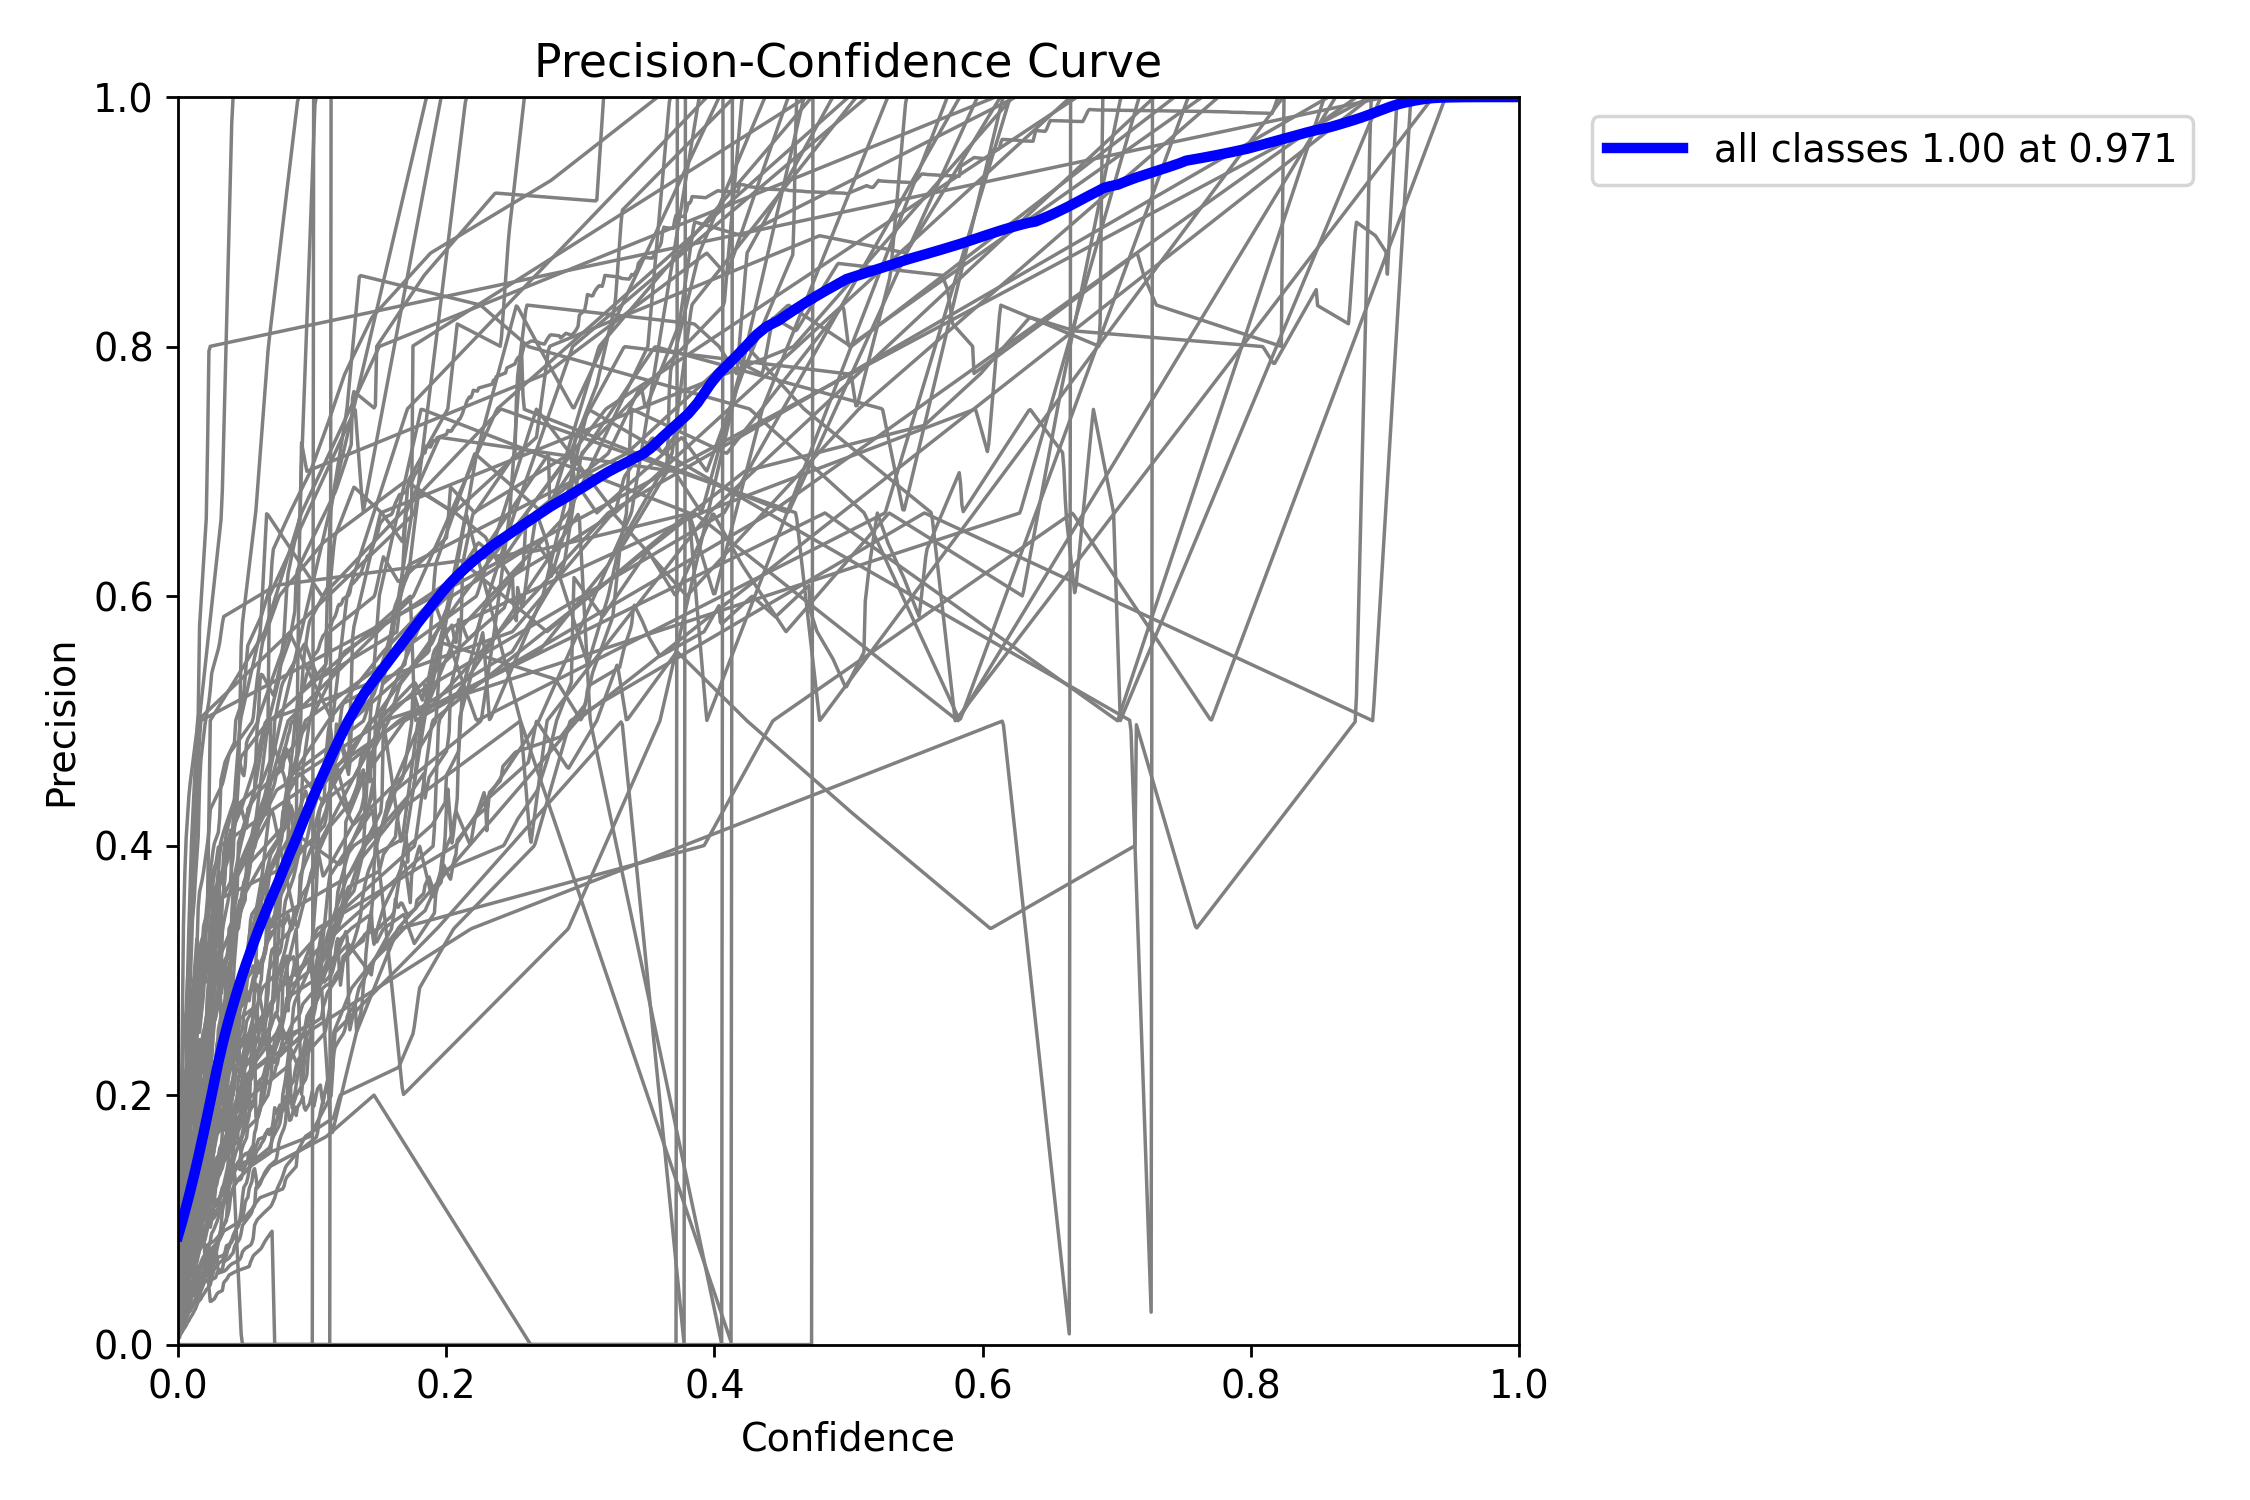 Precision-Confidence Curve
all classes 1.00 at 0.971
1.0
0.8
0.6
0.4
0.2
0.0
Precision
0.0 0.2 0.4 0.6 0.8 1.0
Confidence